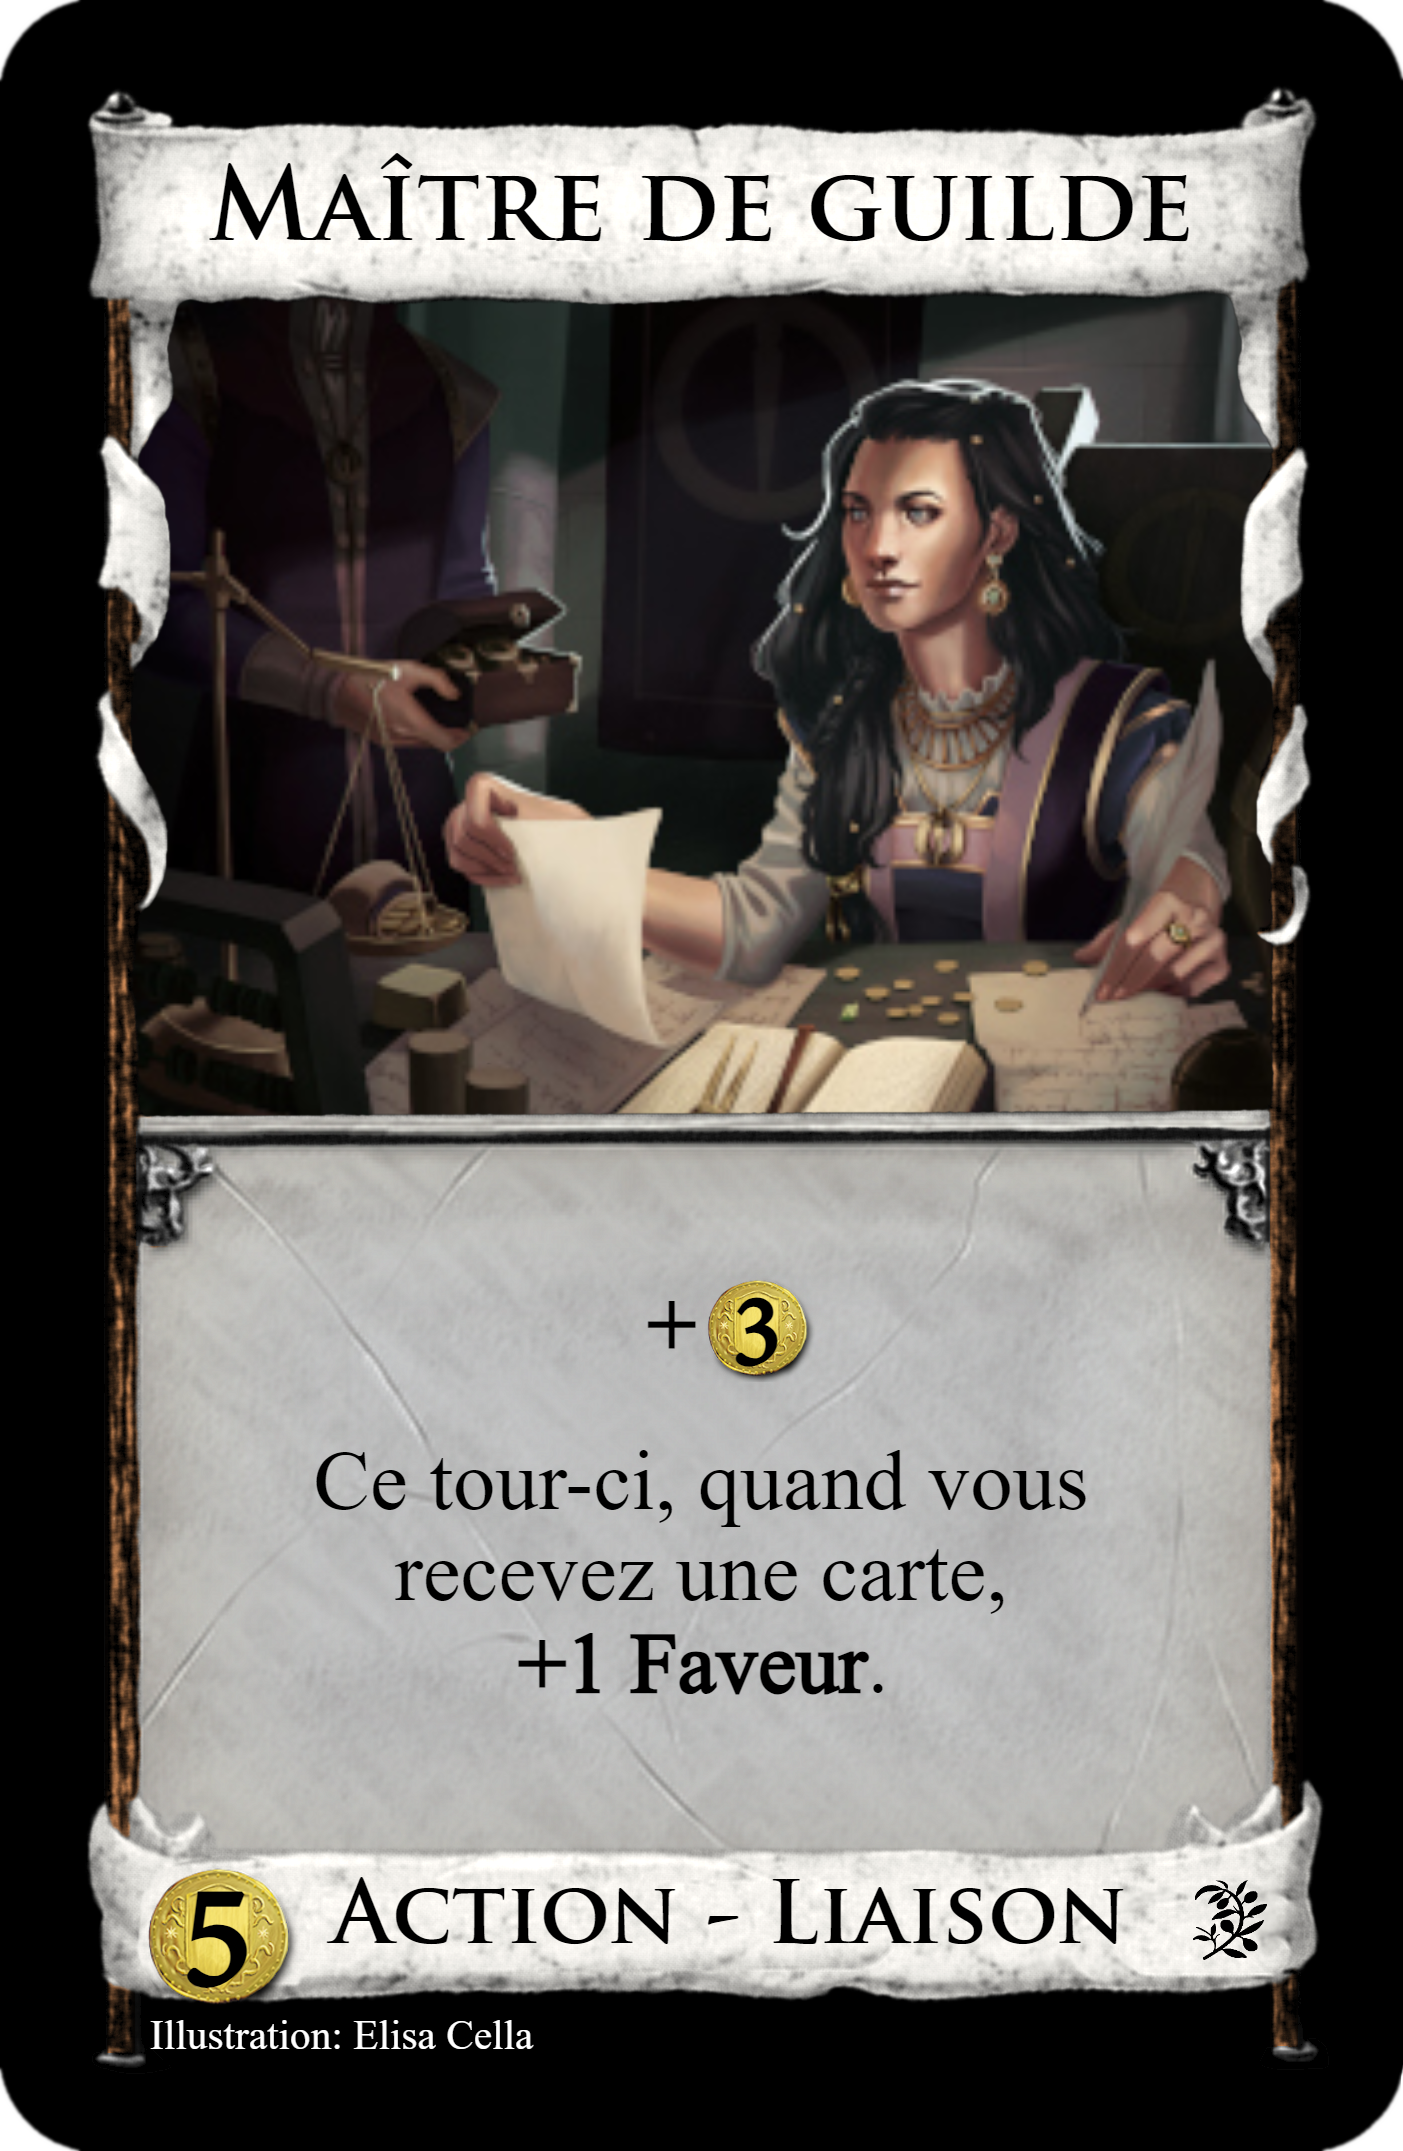 Maître de guilde
+3
Ce tour-ci, quand vous
recevez une carte,
+1 Faveur.
5 Action - Liaison
Illustration: Elisa Cella